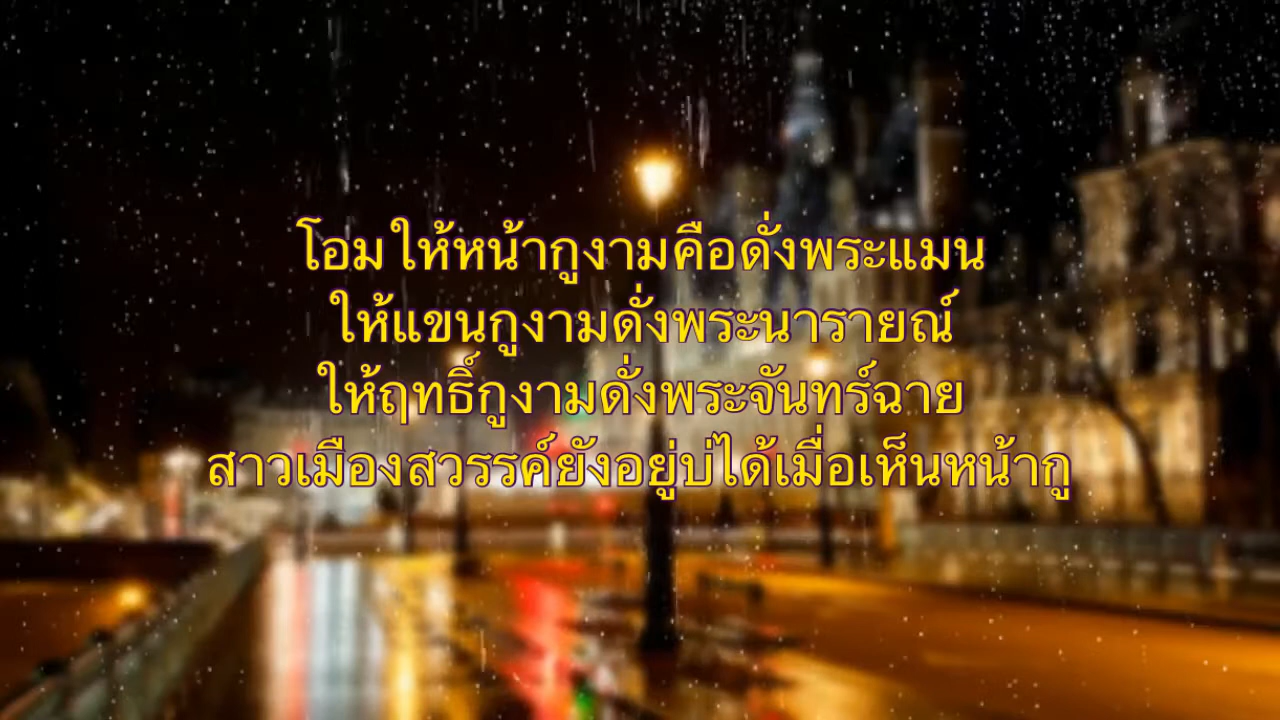 โอม ให้หน้ากูงามคือดั่งพระแมน
ให้แขนกูงามดั่งพระนารายณ์
ให้ฤทธิ์กูงามดั่งพระจันทร์ฉาย
สาวเมืองสวรรค์ยังอยู่บ่ได้เมื่อเห็นหน้ากู